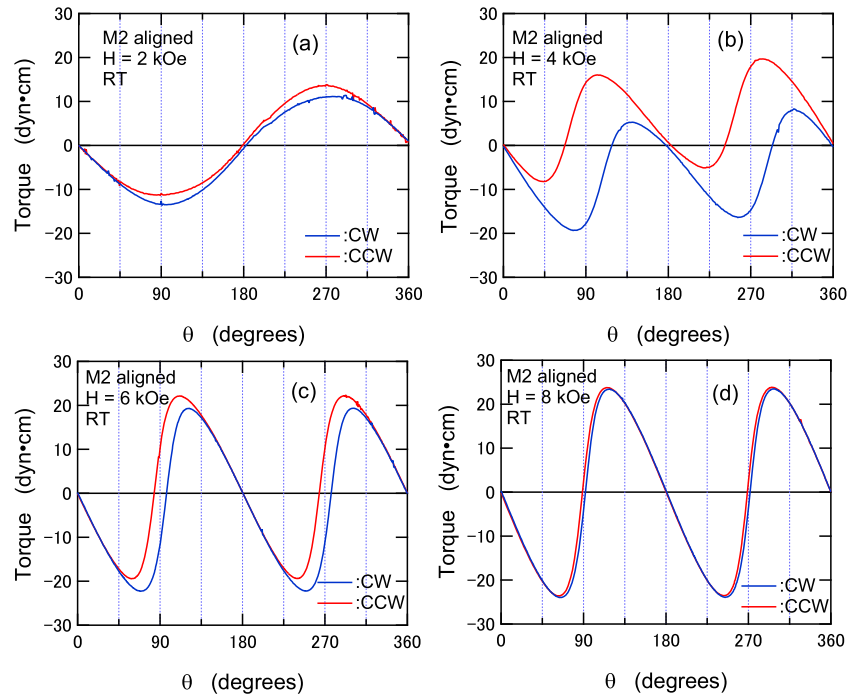 30
20
10
0
−10
−20
−30
Torque (dyn•cm)
M2 aligned
H = 2 kOe
RT
(a)
:CW
:CCW
0 90 180 270 360
θ (degrees)
30
20
10
0
−10
−20
−30
Torque (dyn•cm)
M2 aligned
H = 4 kOe
RT
(b)
:CW
:CCW
0 90 180 270 360
θ (degrees)
30
20
10
0
−10
−20
−30
Torque (dyn•cm)
M2 aligned
H = 6 kOe
RT
(c)
:CW
:CCW
0 90 180 270 360
θ (degrees)
30
20
10
0
−10
−20
−30
Torque (dyn•cm)
M2 aligned
H = 8 kOe
RT
(d)
:CW
:CCW
0 90 180 270 360
θ (degrees)